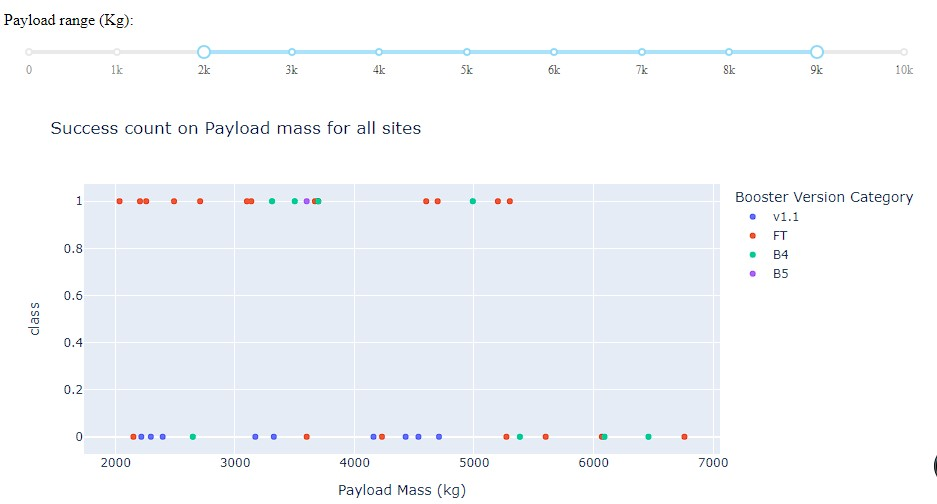 Payload range (Kg):
0 1k 2k 3k 4k 5k 6k 7k 8k 9k 10k
Success count on Payload mass for all sites
Booster Version Category
v1.1
FT
B4
B5
1
0.8
0.6
0.4
0.2
0
class
2000 3000 4000 5000 6000 7000
Payload Mass (kg)